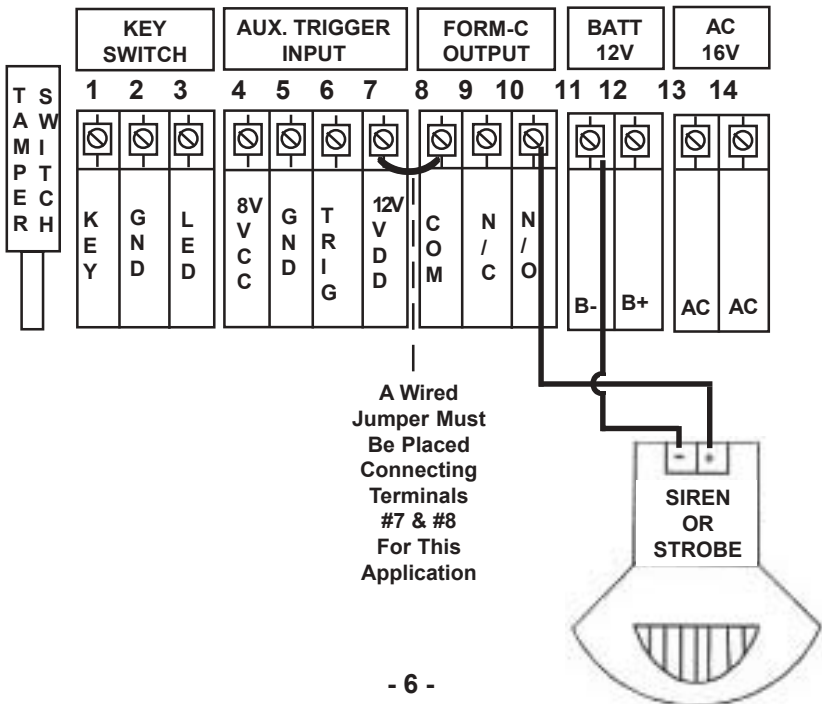 KEY
SWITCH
AUX. TRIGGER
INPUT
FORM-C
OUTPUT
BATT
12V
AC
16V
TAMPER
SWITCH
1 2 3 4 5 6 7 8 9 10 11 12 13 14
KEY
GND
LED
8V
VCC
GND
TRIG
12V
VDD
COM
N/C
N/O
B-
B+
AC
AC
A Wired
Jumper Must
Be Placed
Connecting
Terminals
#7 & #8
For This
Application
- +
SIREN
OR
STROBE
- 6 -